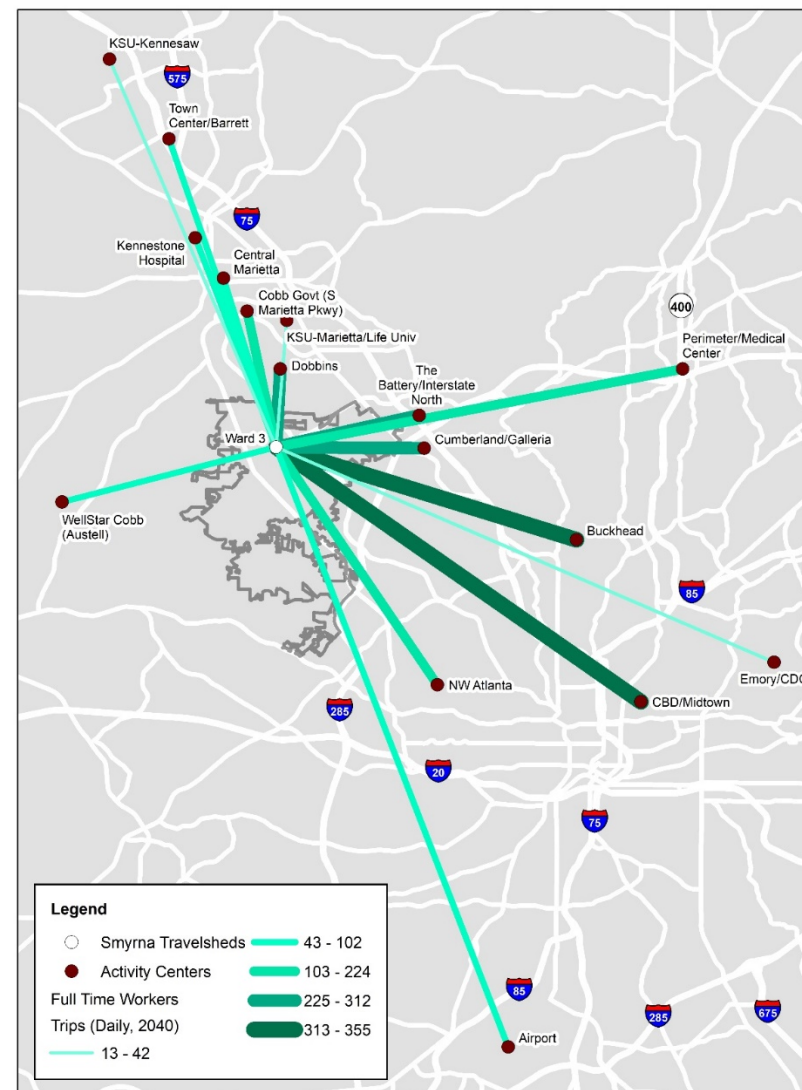 KSU-Kennesaw
575
Town
Center/Barrett
75
Kennestone
Hospital
Central
Marietta
Cobb Govt (S
Marietta Pkwy)
KSU-Marietta/Life Univ
400
Perimeter/Medical
Center
Dobbins
The
Battery/Interstate
North
Ward 3
Cumberland/Galleria
WellStar Cobb
(Austell)
Buckhead
85
Emory/CDC
NW Atlanta
CBD/Midtown
285
20
75
85
285
675
Airport
Legend
Smyrna Travelsheds
Activity Centers
Full Time Workers
Trips (Daily, 2040)
13 - 42
43 - 102
103 - 224
225 - 312
313 - 355